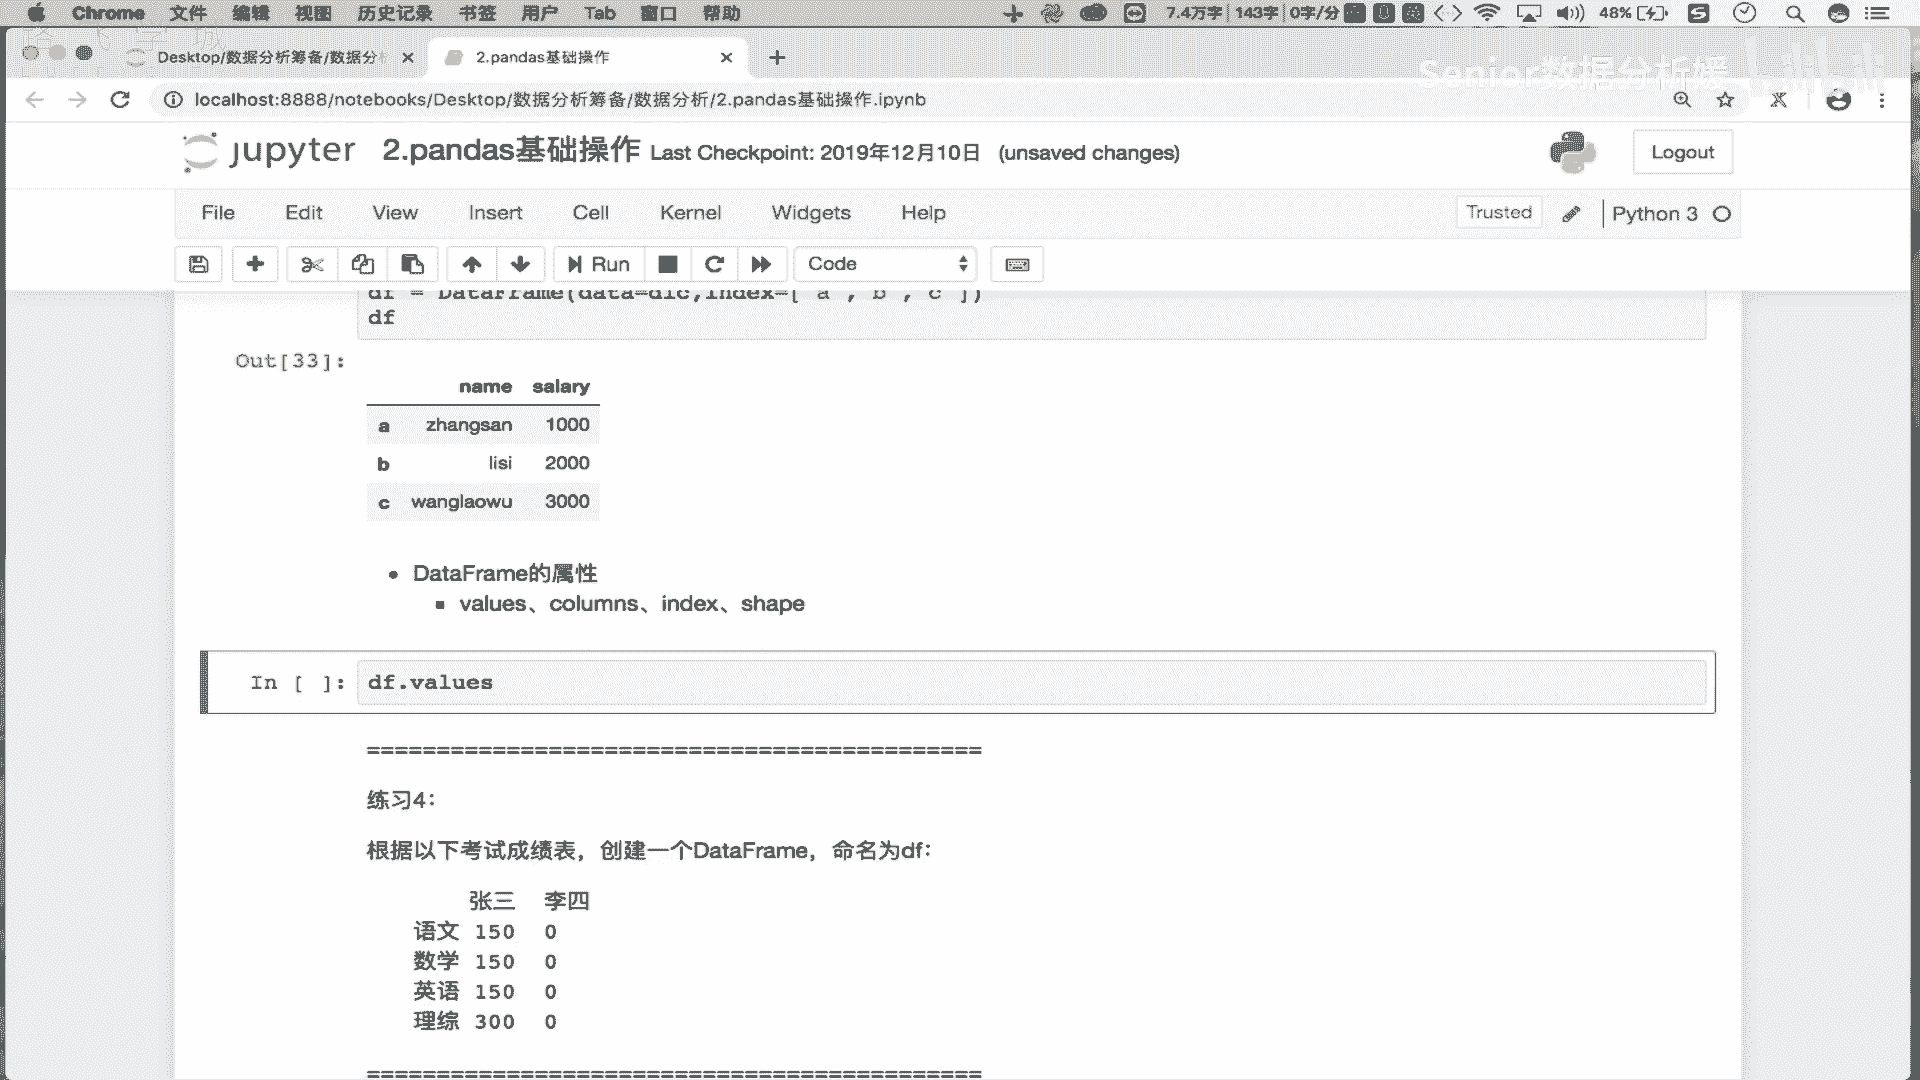 Chrome 文件 编辑 视图 历史记录 书签 用户 Tab 窗口 帮助 7.4万字 143字 0字/分 48%
Desktop/数据分析筹备/数据分析 2.pandas基础操作
Senior数据分析媛 bilibili
localhost:8888/notebooks/Desktop/数据分析筹备/数据分析/2.pandas基础操作.ipynb
jupyter 2.pandas基础操作 Last Checkpoint: 2019年12月10日 (unsaved changes) Logout
File Edit View Insert Cell Kernel Widgets Help Trusted Python 3
Run Code
df = DataFrame(data=dic,index=['a','b','c'])
df
Out[33]:
name salary
a zhangsan 1000
b lisi 2000
c wanglaowu 3000
DataFrame的属性
values、columns、index、shape
In [ ]: df.values
============================================
练习4：
根据以下考试成绩表，创建一个DataFrame，命名为df：
张三 李四
语文 150 0
数学 150 0
英语 150 0
理综 300 0
============================================